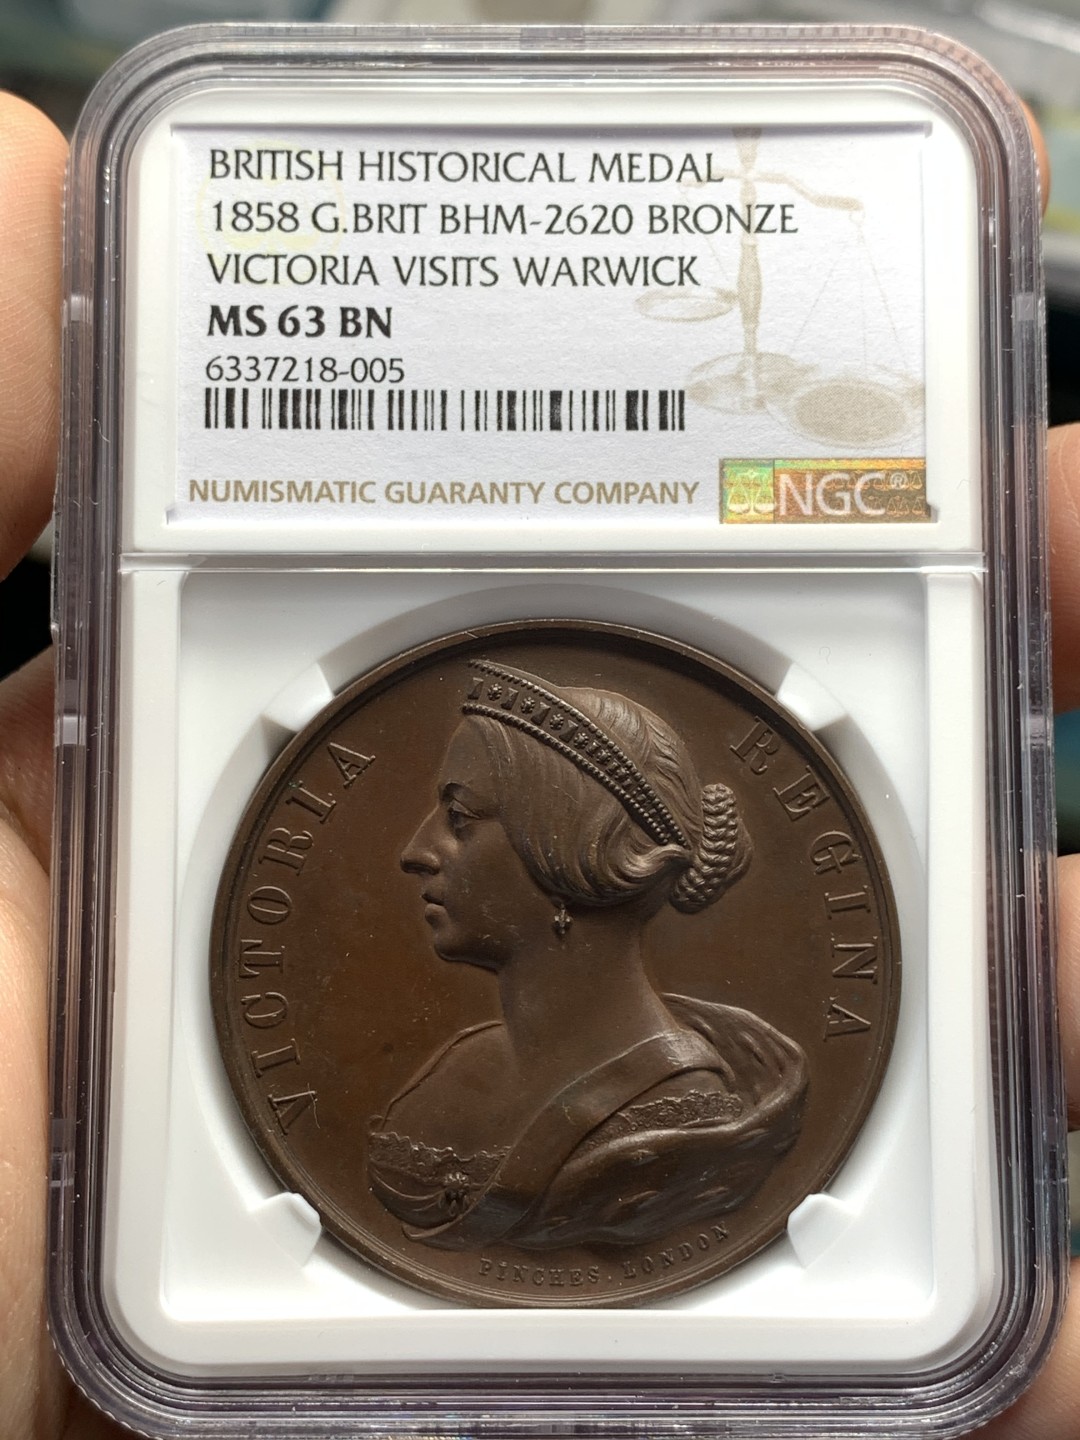 BRITISH HISTORICAL MEDAL
1858 G.BRIT BHM-2620 BRONZE
VICTORIA VISITS WARWICK
MS 63 BN
6337218-005
NUMISMATIC GUARANTY COMPANY
NGC®
VICTORIA REGINA
PINCHES. LONDON